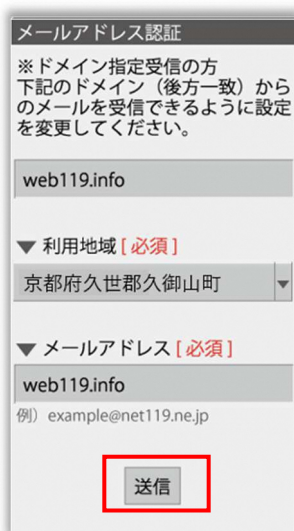 メールアドレス認証
※ドメイン指定受信の方
下記のドメイン（後方一致）から
のメールを受信できるように設定
を変更してください。
web119.info
▼ 利用地域 [ 必須 ]
京都府久世郡久御山町
▼ メールアドレス [ 必須 ]
web119.info
例）example@net119.ne.jp
送信